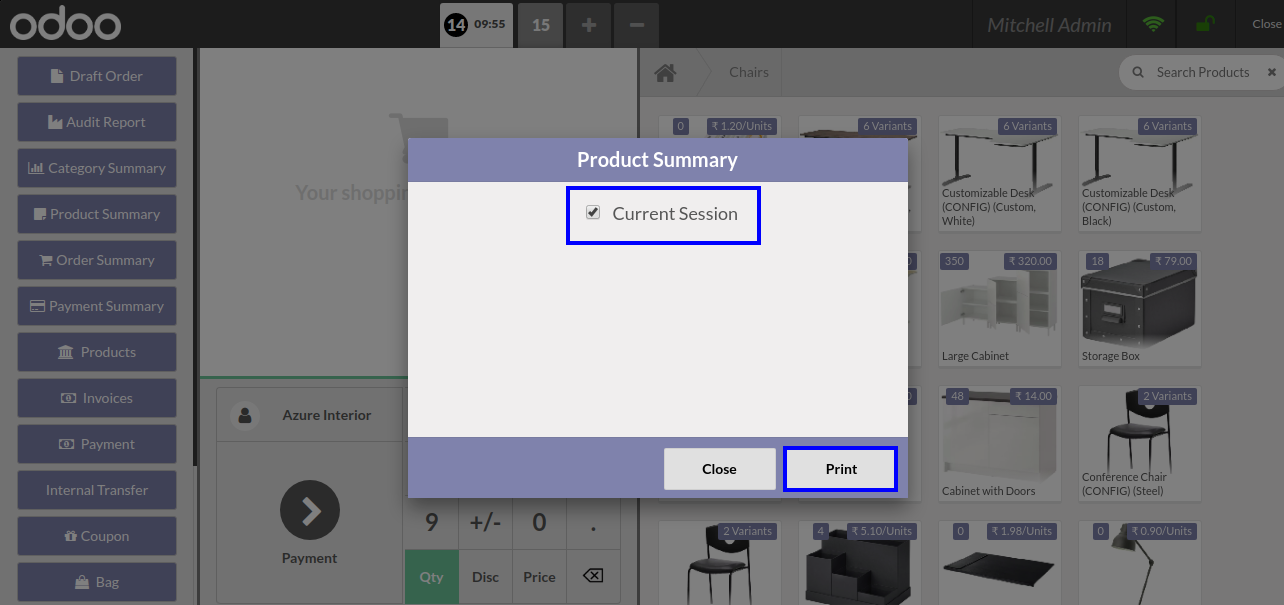 odoo
14 09:55
15
+
−
Mitchell Admin
Close
Draft Order
Audit Report
Category Summary
Product Summary
Order Summary
Payment Summary
Products
Invoices
Payment
Internal Transfer
Coupon
Bag
Your shoppin
Azure Interior
Payment
9 +/- 0 .
Qty Disc Price
Chairs
Search Products
0 ₹ 1.20/Units
6 Variants
6 Variants
Customizable Desk
(CONFIG) (Custom,
White)
6 Variants
Customizable Desk
(CONFIG) (Custom,
Black)
350 ₹ 320.00
Large Cabinet
18 ₹ 79.00
Storage Box
48 ₹ 14.00
Cabinet with Doors
2 Variants
Conference Chair
(CONFIG) (Steel)
2 Variants
4 ₹ 5.10/Units
0 ₹ 1.98/Units
0 ₹ 0.90/Units
Product Summary
Current Session
Close
Print